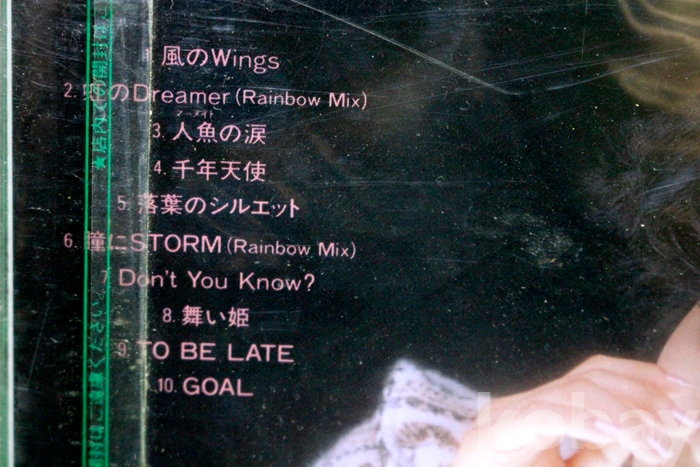 1. 風のWings
2. 恋のDreamer (Rainbow Mix)
マーメイド
3. 人魚の涙
4. 千年天使
5. 落葉のシルエット
6. 瞳にSTORM (Rainbow Mix)
7. Don't You Know?
8. 舞い姫
9. TO BE LATE
10. GOAL